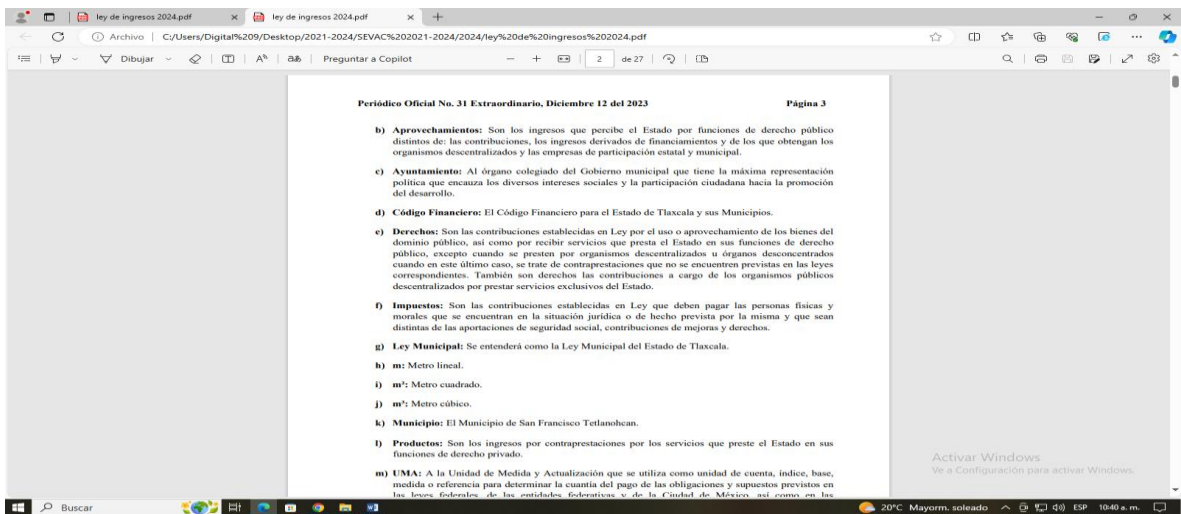 ley de ingresos 2024.pdf
ley de ingresos 2024.pdf
Archivo
C:/Users/Digital%209/Desktop/2021-2024/SEVAC%202021-2024/2024/ley%20de%20ingresos%202024.pdf
Dibujar
Preguntar a Copilot
2 de 27
Periódico Oficial No. 31 Extraordinario, Diciembre 12 del 2023 Página 3
b) Aprovechamientos: Son los ingresos que percibe el Estado por funciones de derecho público
distintos de: las contribuciones, los ingresos derivados de financiamientos y de los que obtengan los
organismos descentralizados y las empresas de participación estatal y municipal.
c) Ayuntamiento: Al órgano colegiado del Gobierno municipal que tiene la máxima representación
política que encauza los diversos intereses sociales y la participación ciudadana hacia la promoción
del desarrollo.
d) Código Financiero: El Código Financiero para el Estado de Tlaxcala y sus Municipios.
e) Derechos: Son las contribuciones establecidas en Ley por el uso o aprovechamiento de los bienes del
dominio público, así como por recibir servicios que presta el Estado en sus funciones de derecho
público, excepto cuando se presten por organismos descentralizados u órganos desconcentrados
cuando en este último caso, se trate de contraprestaciones que no se encuentren previstas en las leyes
correspondientes. También son derechos las contribuciones a cargo de los organismos públicos
descentralizados por prestar servicios exclusivos del Estado.
f) Impuestos: Son las contribuciones establecidas en Ley que deben pagar las personas físicas y
morales que se encuentran en la situación jurídica o de hecho prevista por la misma y que sean
distintas de las aportaciones de seguridad social, contribuciones de mejoras y derechos.
g) Ley Municipal: Se entenderá como la Ley Municipal del Estado de Tlaxcala.
h) m: Metro lineal.
i) m²: Metro cuadrado.
j) m³: Metro cúbico.
k) Municipio: El Municipio de San Francisco Tetlanohcan.
l) Productos: Son los ingresos por contraprestaciones por los servicios que preste el Estado en sus
funciones de derecho privado.
m) UMA: A la Unidad de Medida y Actualización que se utiliza como unidad de cuenta, índice, base,
medida o referencia para determinar la cuantía del pago de las obligaciones y supuestos previstos en
las leyes federales, de las entidades federativas y de la Ciudad de México, así como en las
Activar Windows
Ve a Configuración para activar Windows.
Buscar
20°C Mayorm. soleado
ESP
10:40 a. m.